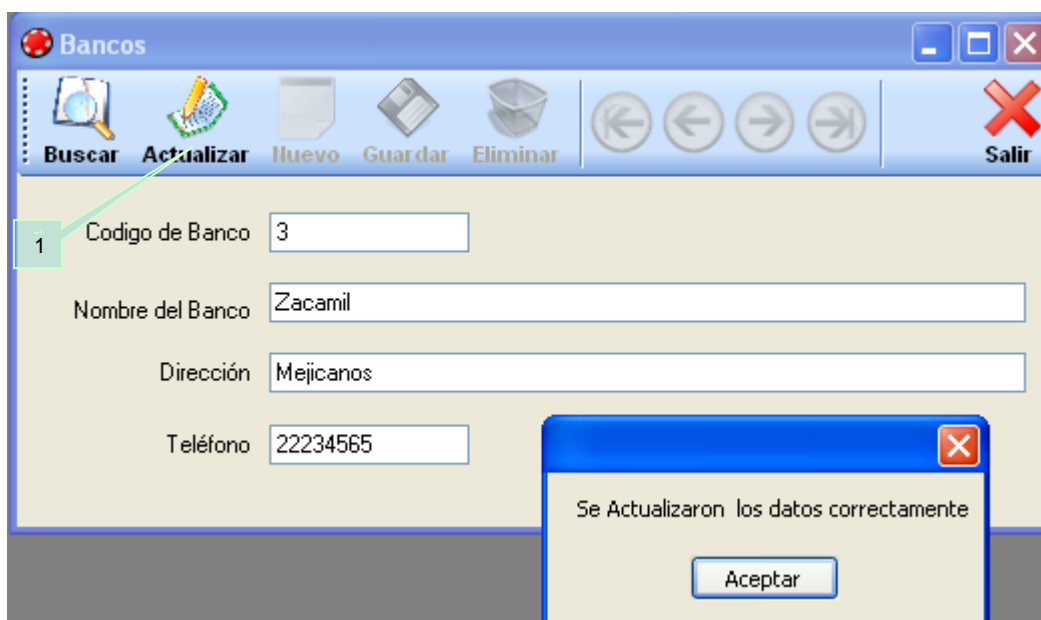 Bancos
Buscar Actualizar Nuevo Guardar Eliminar Salir
1
Codigo de Banco 3
Nombre del Banco Zacamil
Dirección Mejicanos
Teléfono 22234565
Se Actualizaron los datos correctamente
Aceptar